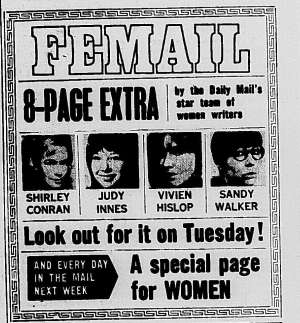 FEMAIL
8-PAGE EXTRA
by the Daily Mail's
star team of
women writers
SHIRLEY
CONRAN
JUDY
INNES
VIVIEN
HISLOP
SANDY
WALKER
Look out for it on Tuesday!
AND EVERY DAY
IN THE MAIL
NEXT WEEK
A special page
for WOMEN